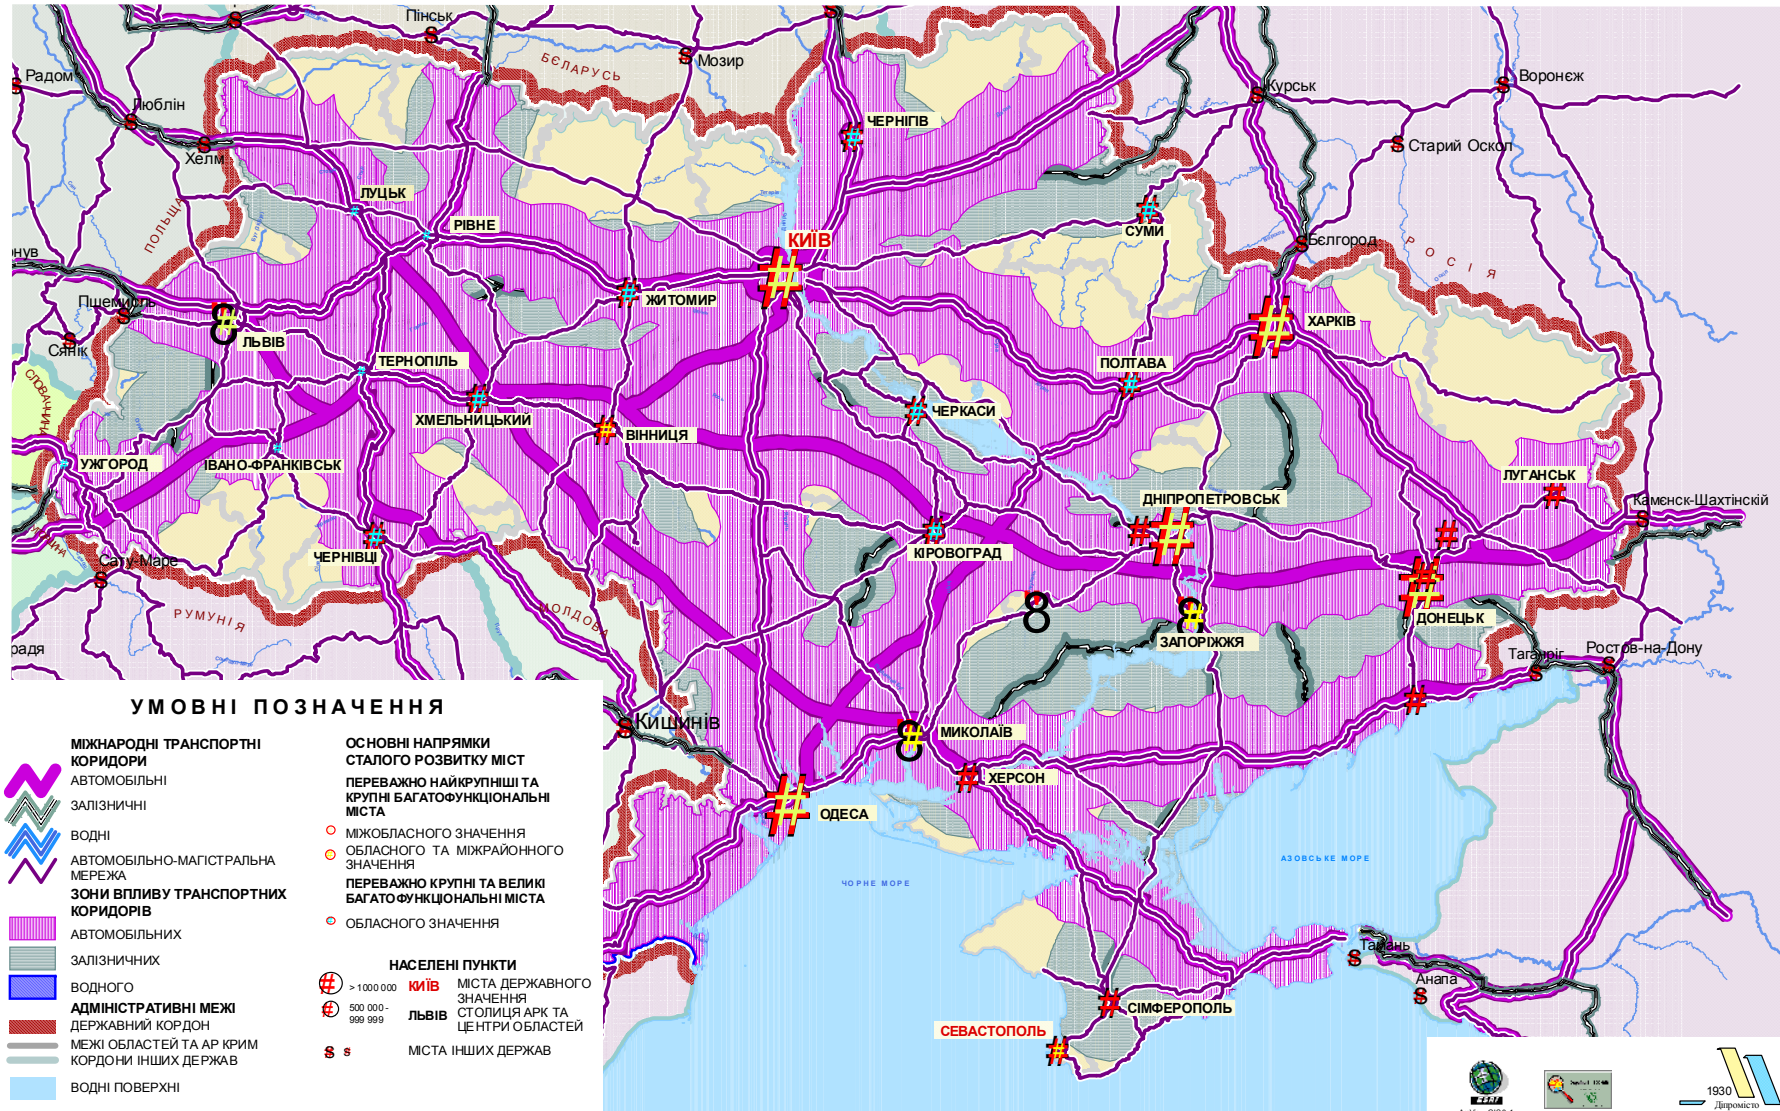 Пінськ
Мозир
БЄЛАРУСЬ
Радом
Люблін
Хелм
Курськ
Воронєж
Старий Оскол
ЧЕРНІГІВ
ЛУЦЬК
РІВНЕ
СУМИ
КИЇВ
Бєлгород
РОСІЯ
ПОЛЬЩА
ЖИТОМИР
Пшемисль
ЛЬВІВ
Сянік
ТЕРНОПІЛЬ
ХАРКІВ
ПОЛТАВА
ХМЕЛЬНИЦЬКИЙ
ЧЕРКАСИ
ВІННИЦЯ
УЖГОРОД
ІВАНО-ФРАНКІВСЬК
ЛУГАНСЬК
ДНІПРОПЕТРОВСЬК
Камєнск-Шахтінскій
ЧЕРНІВЦІ
КІРОВОГРАД
Сату-Маре
РУМУНІЯ
МОЛДОВА
ДОНЕЦЬК
ЗАПОРІЖЖЯ
Таганріг
Ростов-на-Дону
Кишинів
МИКОЛАЇВ
ХЕРСОН
ОДЕСА
АЗОВСЬКЕ МОРЕ
ЧОРНЕ МОРЕ
Тамань
Анапа
СІМФЕРОПОЛЬ
СЕВАСТОПОЛЬ
УМОВНІ ПОЗНАЧЕННЯ
МІЖНАРОДНІ ТРАНСПОРТНІ
КОРИДОРИ
АВТОМОБІЛЬНІ
ЗАЛІЗНИЧНІ
ВОДНІ
АВТОМОБІЛЬНО-МАГІСТРАЛЬНА
МЕРЕЖА
ЗОНИ ВПЛИВУ ТРАНСПОРТНИХ
КОРИДОРІВ
АВТОМОБІЛЬНИХ
ЗАЛІЗНИЧНИХ
ВОДНОГО
АДМІНІСТРАТИВНІ МЕЖІ
ДЕРЖАВНИЙ КОРДОН
МЕЖІ ОБЛАСТЕЙ ТА АР КРИМ
КОРДОНИ ІНШИХ ДЕРЖАВ
ВОДНІ ПОВЕРХНІ
ОСНОВНІ НАПРЯМКИ
СТАЛОГО РОЗВИТКУ МІСТ
ПЕРЕВАЖНО НАЙКРУПНІШІ ТА
КРУПНІ БАГАТОФУНКЦІОНАЛЬНІ
МІСТА
МІЖОБЛАСНОГО ЗНАЧЕННЯ
ОБЛАСНОГО ТА МІЖРАЙОННОГО
ЗНАЧЕННЯ
ПЕРЕВАЖНО КРУПНІ ТА ВЕЛИКІ
БАГАТОФУНКЦІОНАЛЬНІ МІСТА
ОБЛАСНОГО ЗНАЧЕННЯ
НАСЕЛЕНІ ПУНКТИ
> 1000 000 КИЇВ МІСТА ДЕРЖАВНОГО
ЗНАЧЕННЯ
500 000 - 999 999 ЛЬВІВ СТОЛИЦЯ АРК ТА
ЦЕНТРИ ОБЛАСТЕЙ
МІСТА ІНШИХ ДЕРЖАВ
1930
Діпромісто